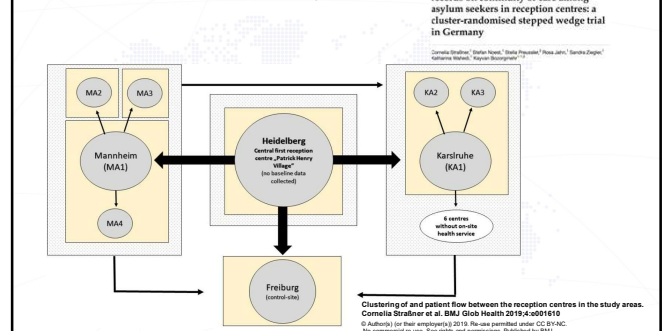 asylum seekers in reception centres: a
cluster-randomised stepped wedge trial
in Germany
MA2
MA3
Mannheim
(MA1)
MA4
Heidelberg
Central first reception
centre „Patrick Henry
Village"
(no baseline data
collected)
KA2
KA3
Karslruhe
(KA1)
6 centres
without on-site
health service
Freiburg
(control-site)
Clustering of and patient flow between the reception centres in the study areas.
Cornelia Straßner et al. BMJ Glob Health 2019;4:e001610
© Author(s) (or their employer(s)) 2019. Re-use permitted under CC BY-NC.